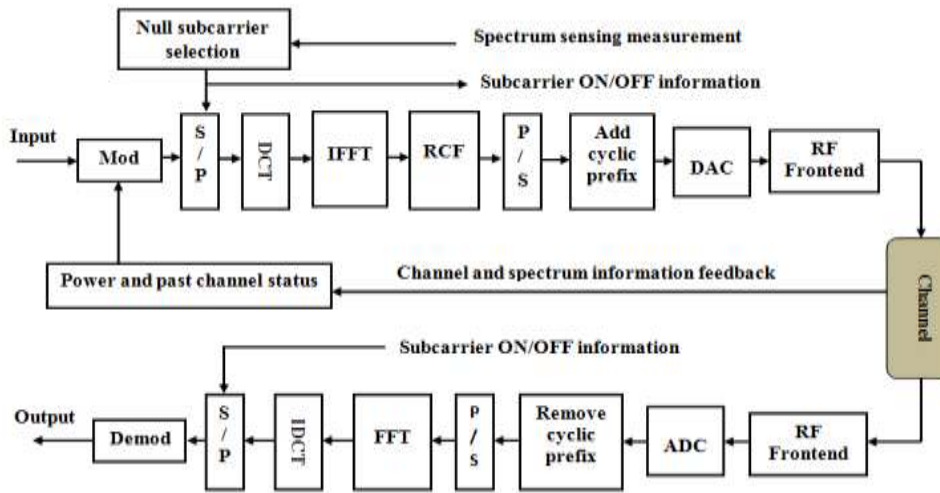 Null subcarrier
selection
Spectrum sensing measurement
Subcarrier ON/OFF information
Input
Mod
S
/
P
DCT
IFFT
RCF
P
/
S
Add
cyclic
prefix
DAC
RF
Frontend
Power and past channel status
Channel and spectrum information feedback
Channel
Subcarrier ON/OFF information
Output
Demod
S
/
P
IDCT
FFT
P
/
S
Remove
cyclic
prefix
ADC
RF
Frontend